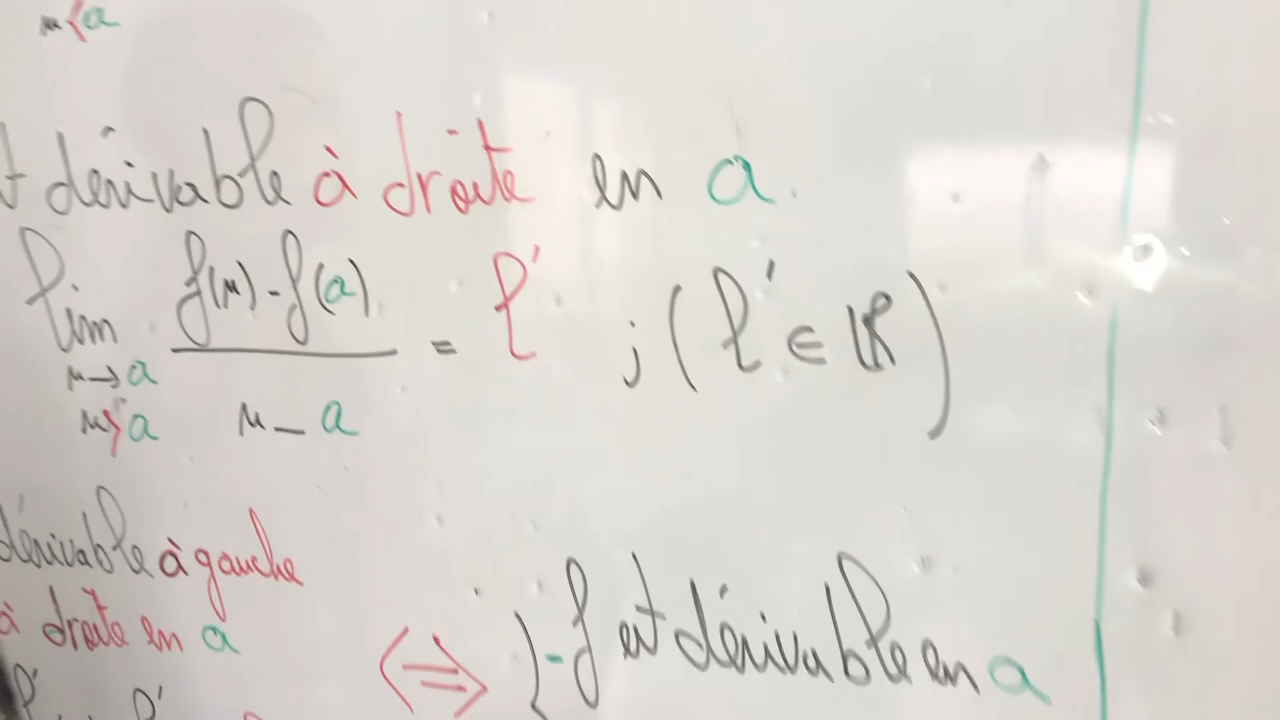 x<a
dérivable à droite en a.
lim f(x)-f(a) / x-a = l' ; (l' ∈ ℝ)
x→a
x>a
dérivable à gauche
à droite en a
⇔ }-f est dérivable en a
l' l'